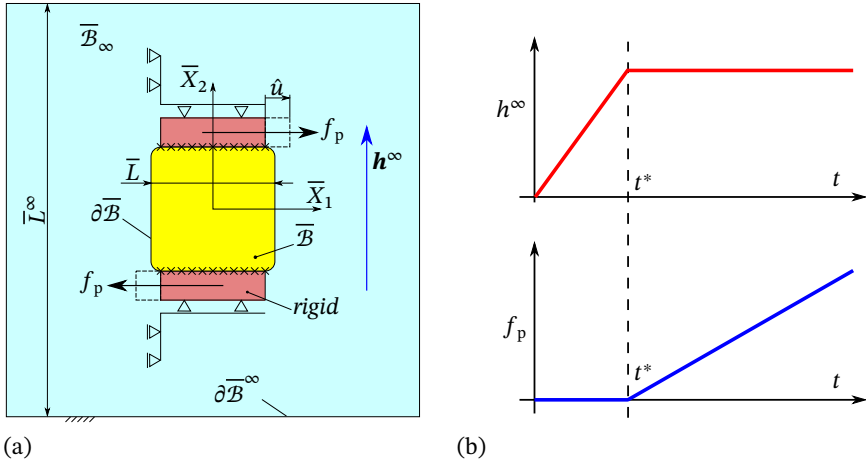 B̅∞
X̅₂
û
fₚ
h^∞
L̅
X̅₁
L̅^∞
∂B̅
B̅
fₚ
rigid
∂B̅^∞
(a)
h^∞
t*
t
fₚ
t*
t
(b)